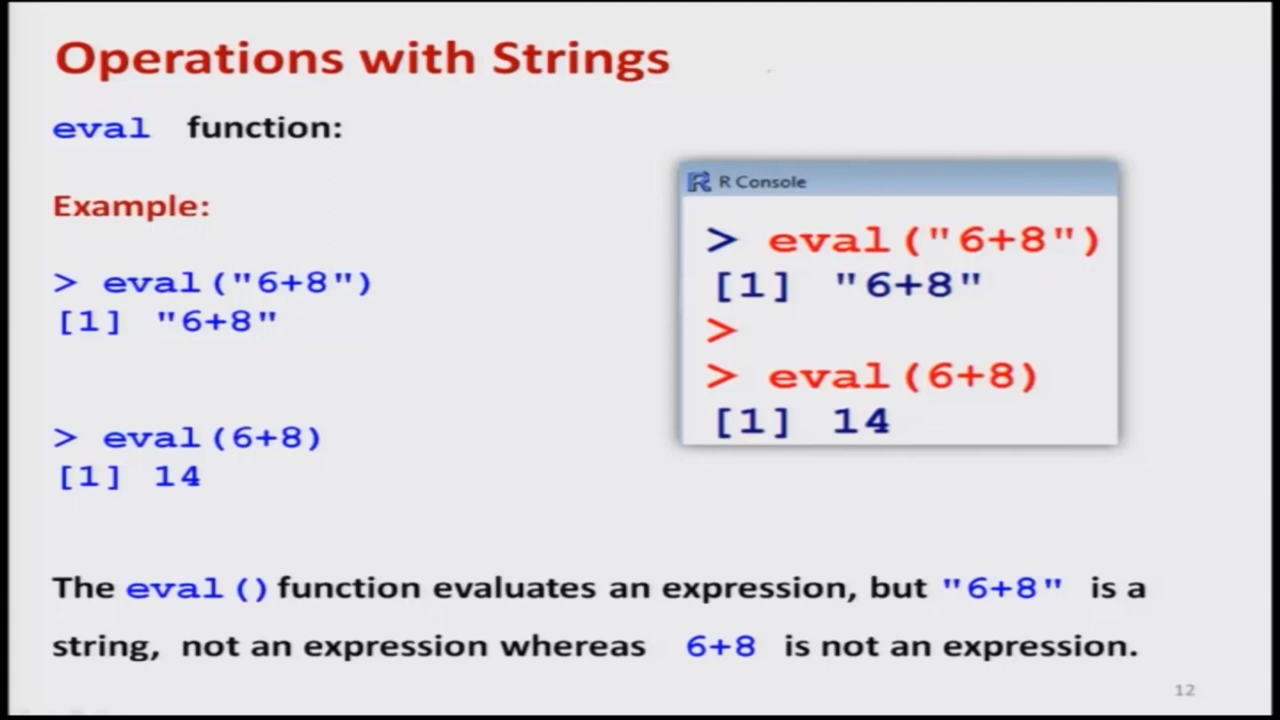 Operations with Strings
eval function:
Example:
> eval("6+8")
[1] "6+8"
> eval(6+8)
[1] 14
R Console
> eval("6+8")
[1] "6+8"
>
> eval(6+8)
[1] 14
The eval() function evaluates an expression, but "6+8" is a
string, not an expression whereas 6+8 is not an expression.
12